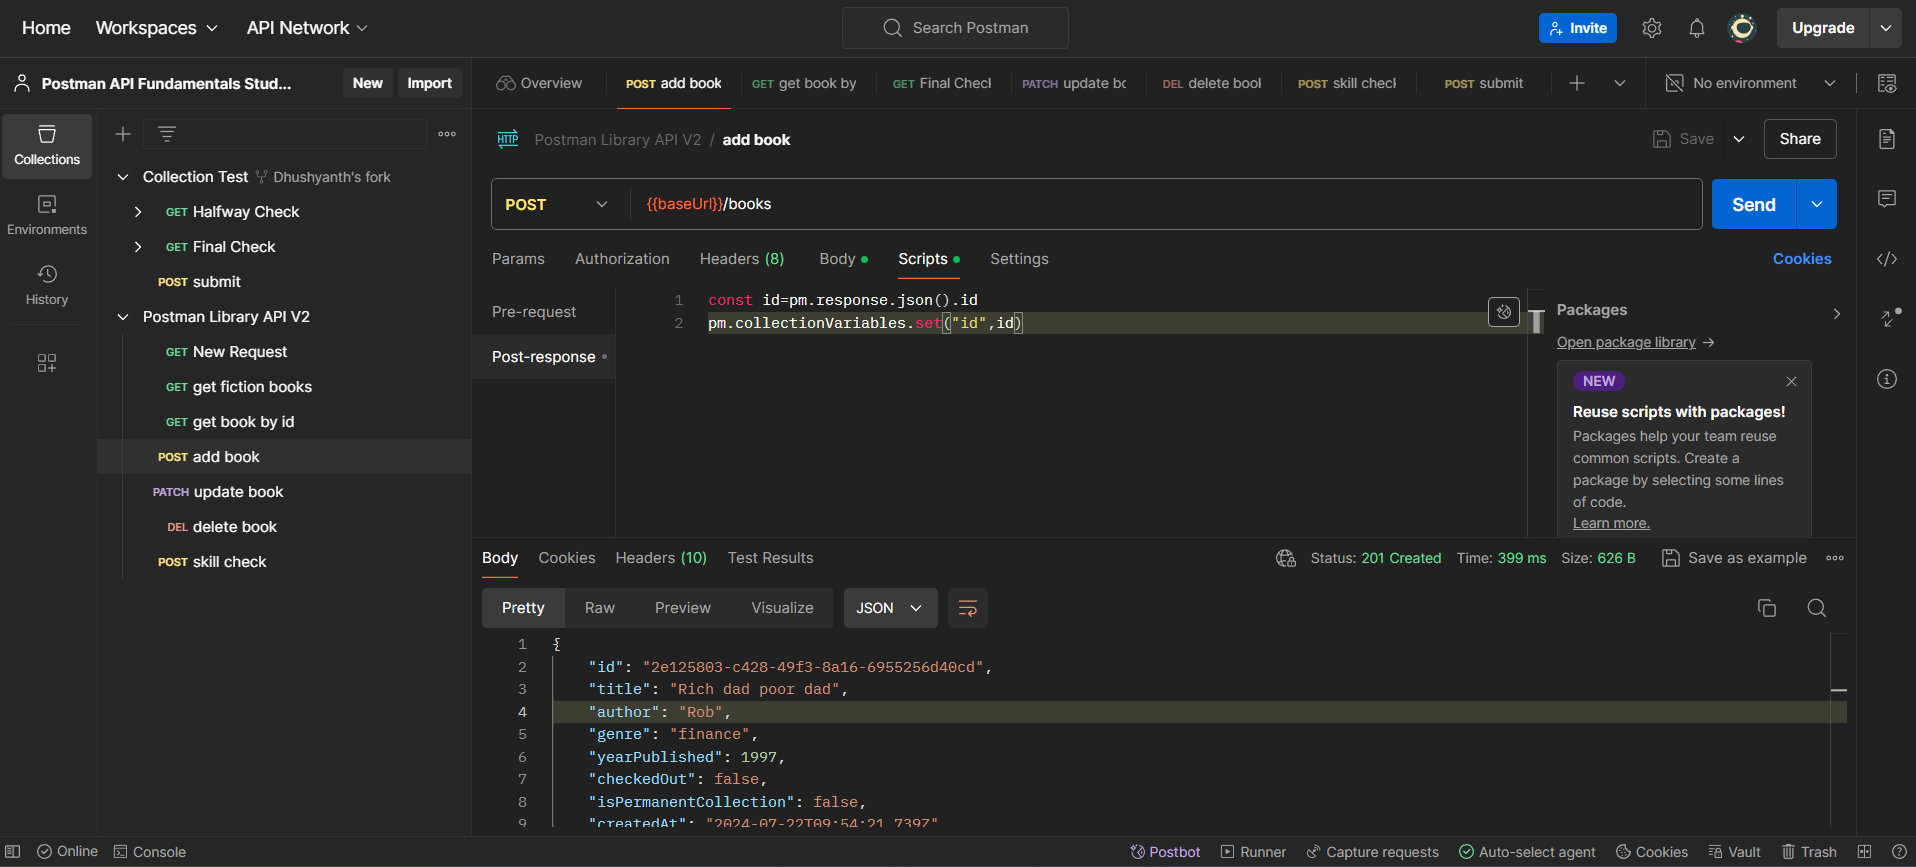 Home Workspaces API Network Search Postman Invite Upgrade
Postman API Fundamentals Stud... New Import Overview POST add book GET get book by GET Final Check PATCH update bo DEL delete bool POST skill check POST submit No environment
Collections
Environments
History
Collection Test Dhushyanth's fork
GET Halfway Check
GET Final Check
POST submit
Postman Library API V2
GET New Request
GET get fiction books
GET get book by id
POST add book
PATCH update book
DEL delete book
POST skill check
HTTP Postman Library API V2 / add book Save Share
POST {{baseUrl}}/books Send
Params Authorization Headers (8) Body Scripts Settings Cookies
Pre-request
Post-response
1 const id=pm.response.json().id
2 pm.collectionVariables.set("id",id)
Packages
Open package library →
NEW
Reuse scripts with packages!
Packages help your team reuse
common scripts. Create a
package by selecting some lines
of code.
Learn more.
Body Cookies Headers (10) Test Results Status: 201 Created Time: 399 ms Size: 626 B Save as example
Pretty Raw Preview Visualize JSON
1 {
2 "id": "2e125803-c428-49f3-8a16-6955256d40cd",
3 "title": "Rich dad poor dad",
4 "author": "Rob",
5 "genre": "finance",
6 "yearPublished": 1997,
7 "checkedOut": false,
8 "isPermanentCollection": false,
9 "createdAt": "2024-07-22T09:54:21.739Z"
Online Console Postbot Runner Capture requests Auto-select agent Cookies Vault Trash